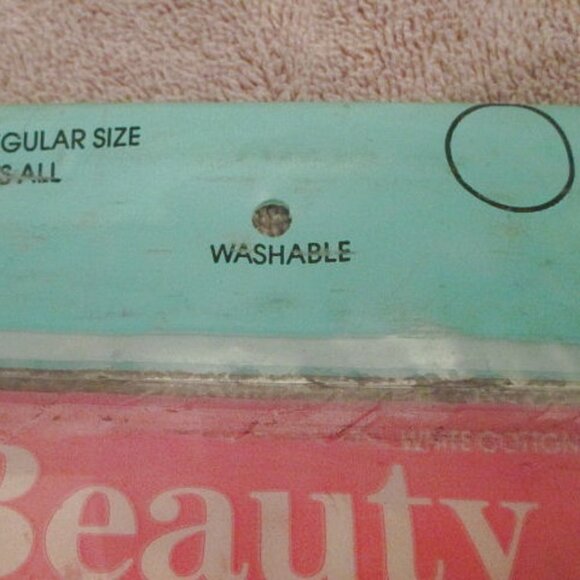 GULAR SIZE
S ALL
WASHABLE
WHITE COTTON
Beauty